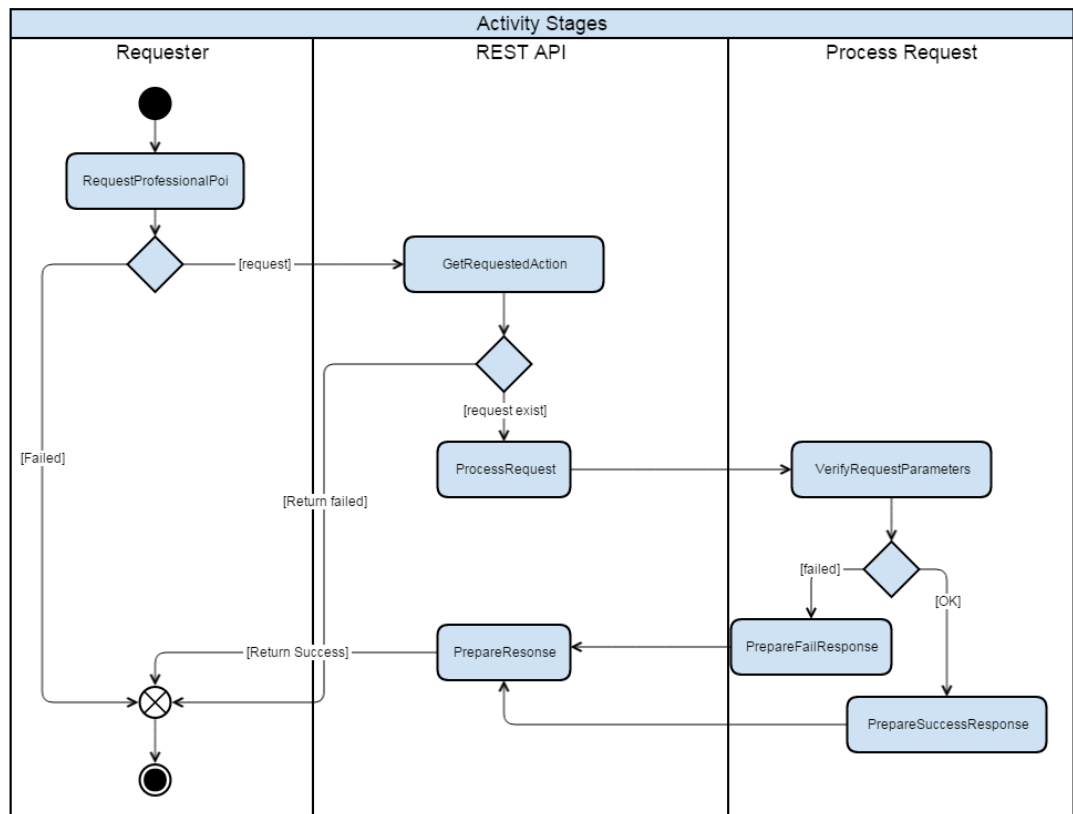 Activity Stages
Requester
REST API
Process Request
RequestProfessionalPoi
[request]
GetRequestedAction
[request exist]
[Failed]
ProcessRequest
VerifyRequestParameters
[Return failed]
[failed]
[OK]
[Return Success]
PrepareResonse
PrepareFailResponse
PrepareSuccessResponse